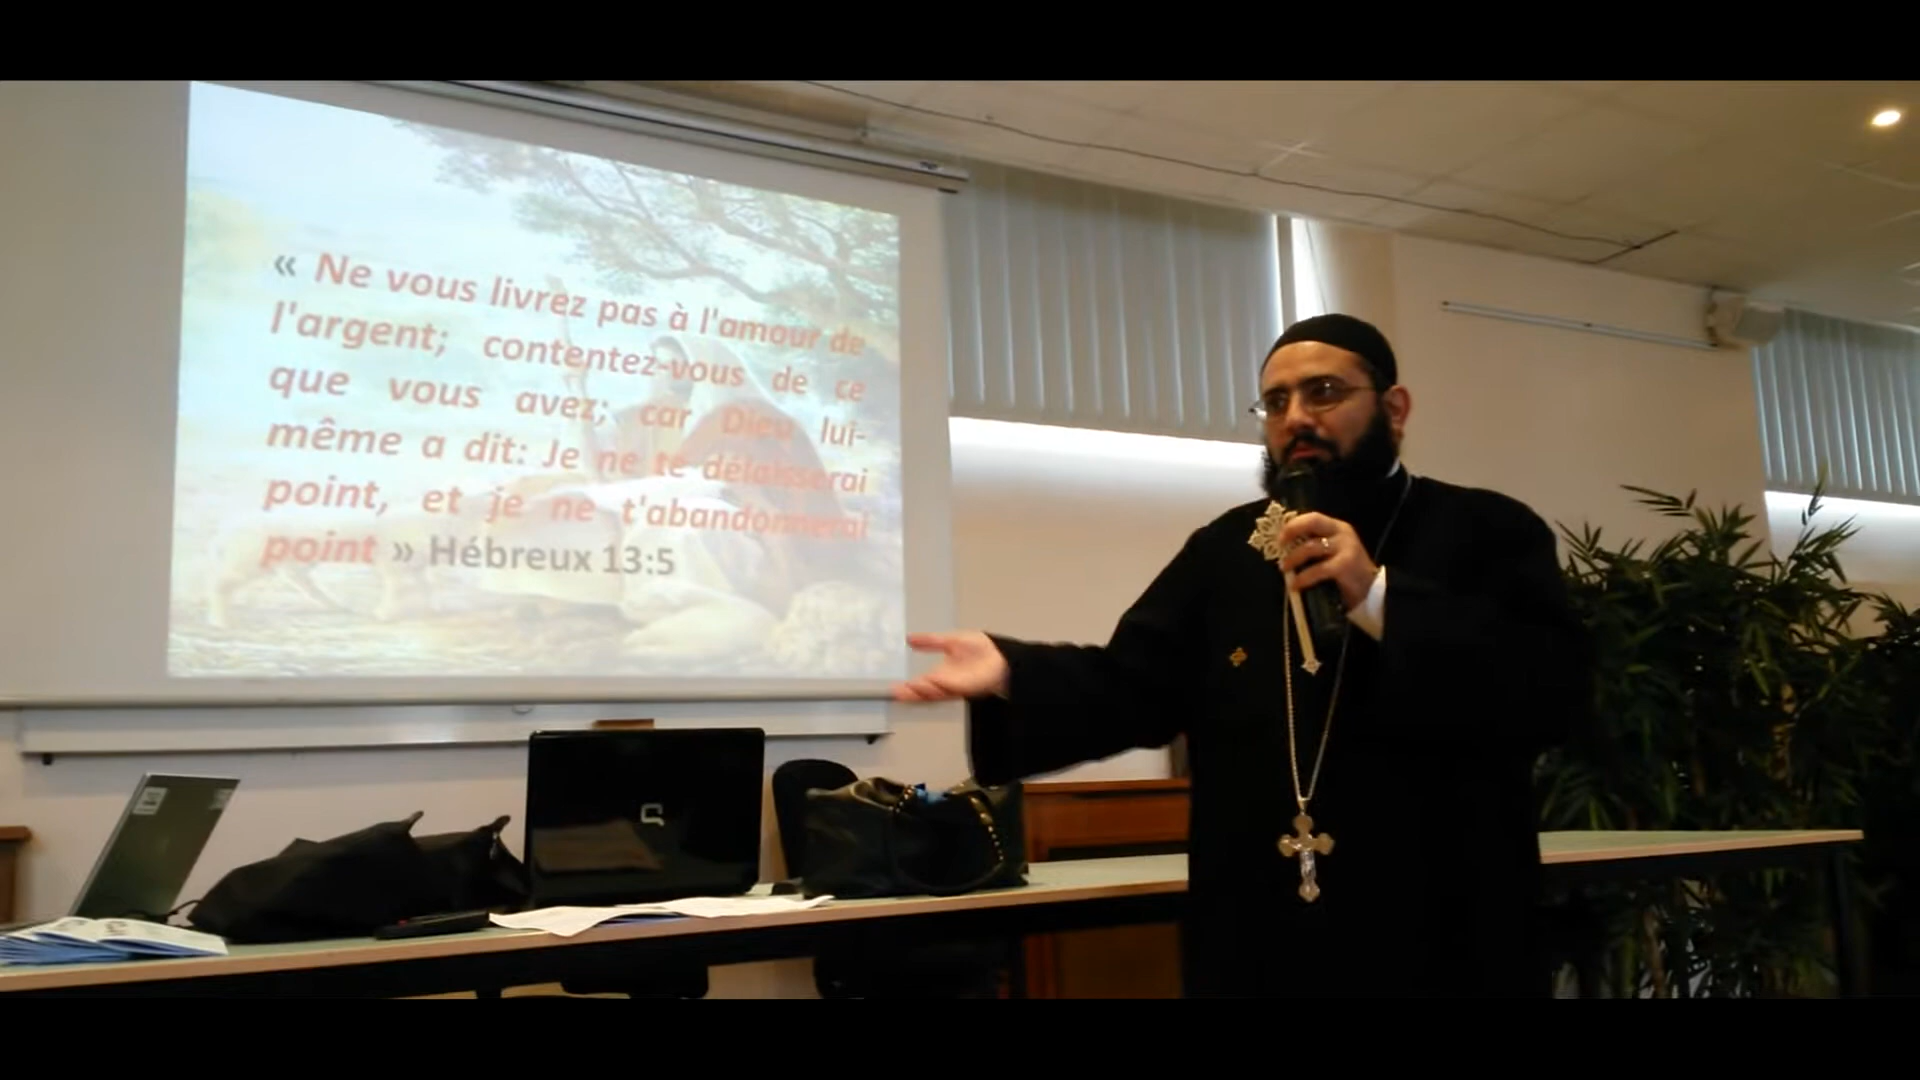 « Ne vous livrez pas à l'amour de
l'argent; contentez-vous de ce
que vous avez; car Dieu lui-
même a dit: Je ne te délaisserai
point, et je ne t'abandonnerai
point » Hébreux 13:5